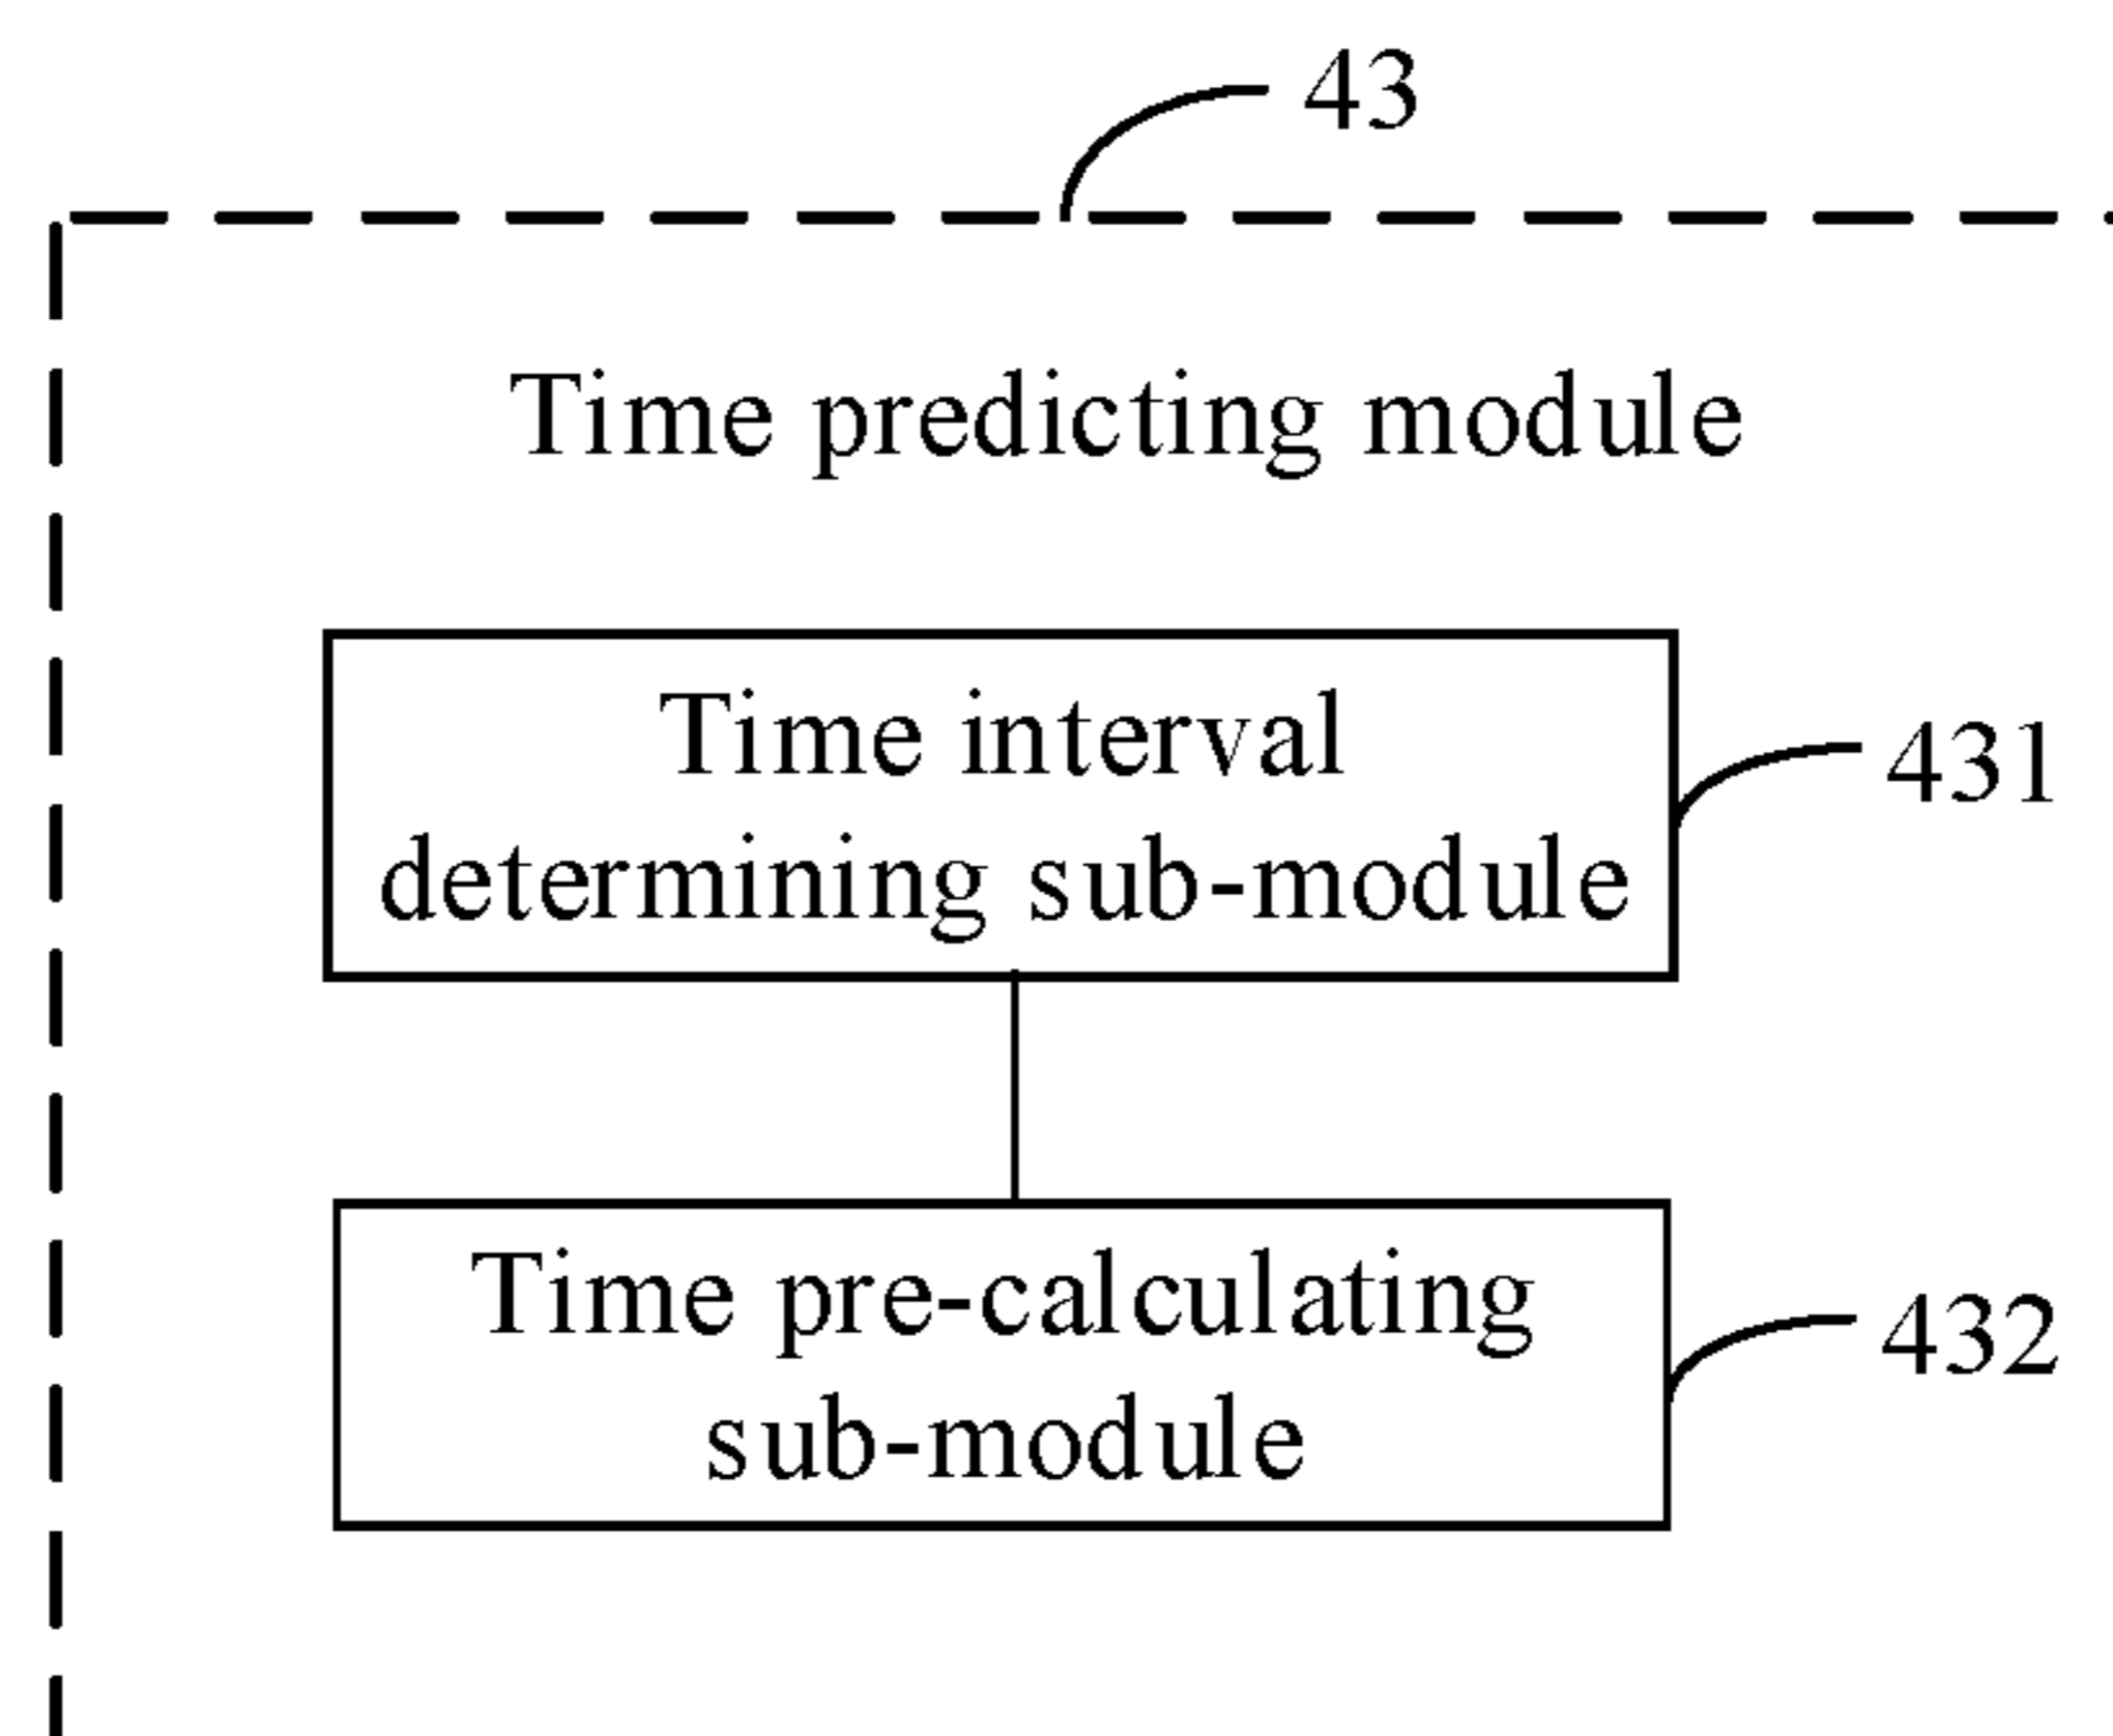 43
Time predicting module
Time interval
determining sub-module
431
Time pre-calculating
sub-module
432